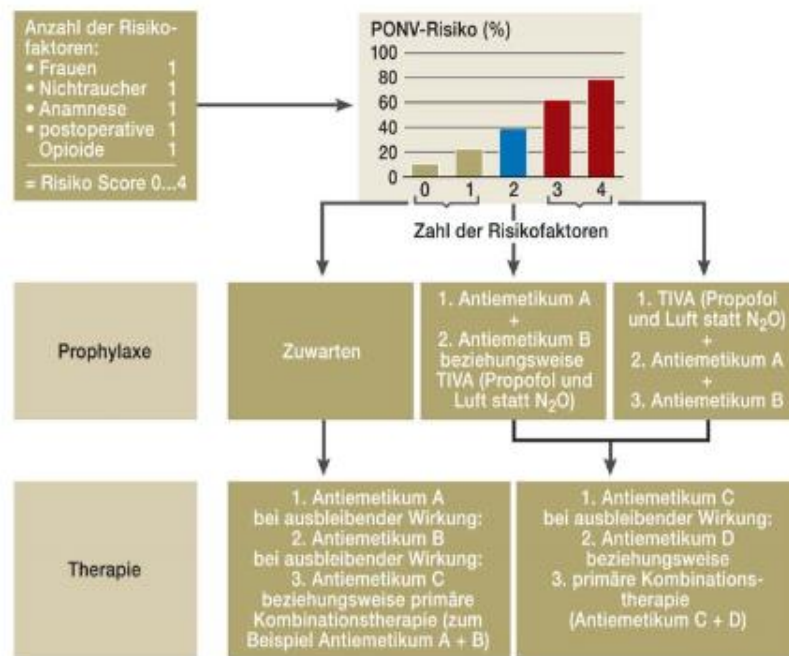 Anzahl der Risiko-
faktoren:
• Frauen 1
• Nichtraucher 1
• Anamnese 1
• postoperative 1
Opioide 1
= Risiko Score 0...4
PONV-Risiko (%)
100
80
60
40
20
0
0 1 2 3 4
Zahl der Risikofaktoren
Prophylaxe
Zuwarten
1. Antiemetikum A
+
2. Antiemetikum B
beziehungsweise
TIVA (Propofol und
Luft statt N₂O)
1. TIVA (Propofol
und Luft statt N₂O)
+
2. Antiemetikum A
+
3. Antiemetikum B
Therapie
1. Antiemetikum A
bei ausbleibender Wirkung:
2. Antiemetikum B
bei ausbleibender Wirkung:
3. Antiemetikum C
beziehungsweise primäre
Kombinationstherapie (zum
Beispiel Antiemetikum A + B)
1. Antiemetikum C
bei ausbleibender Wirkung:
2. Antiemetikum D
beziehungsweise
3. primäre Kombinations-
therapie
(Antiemetikum C + D)